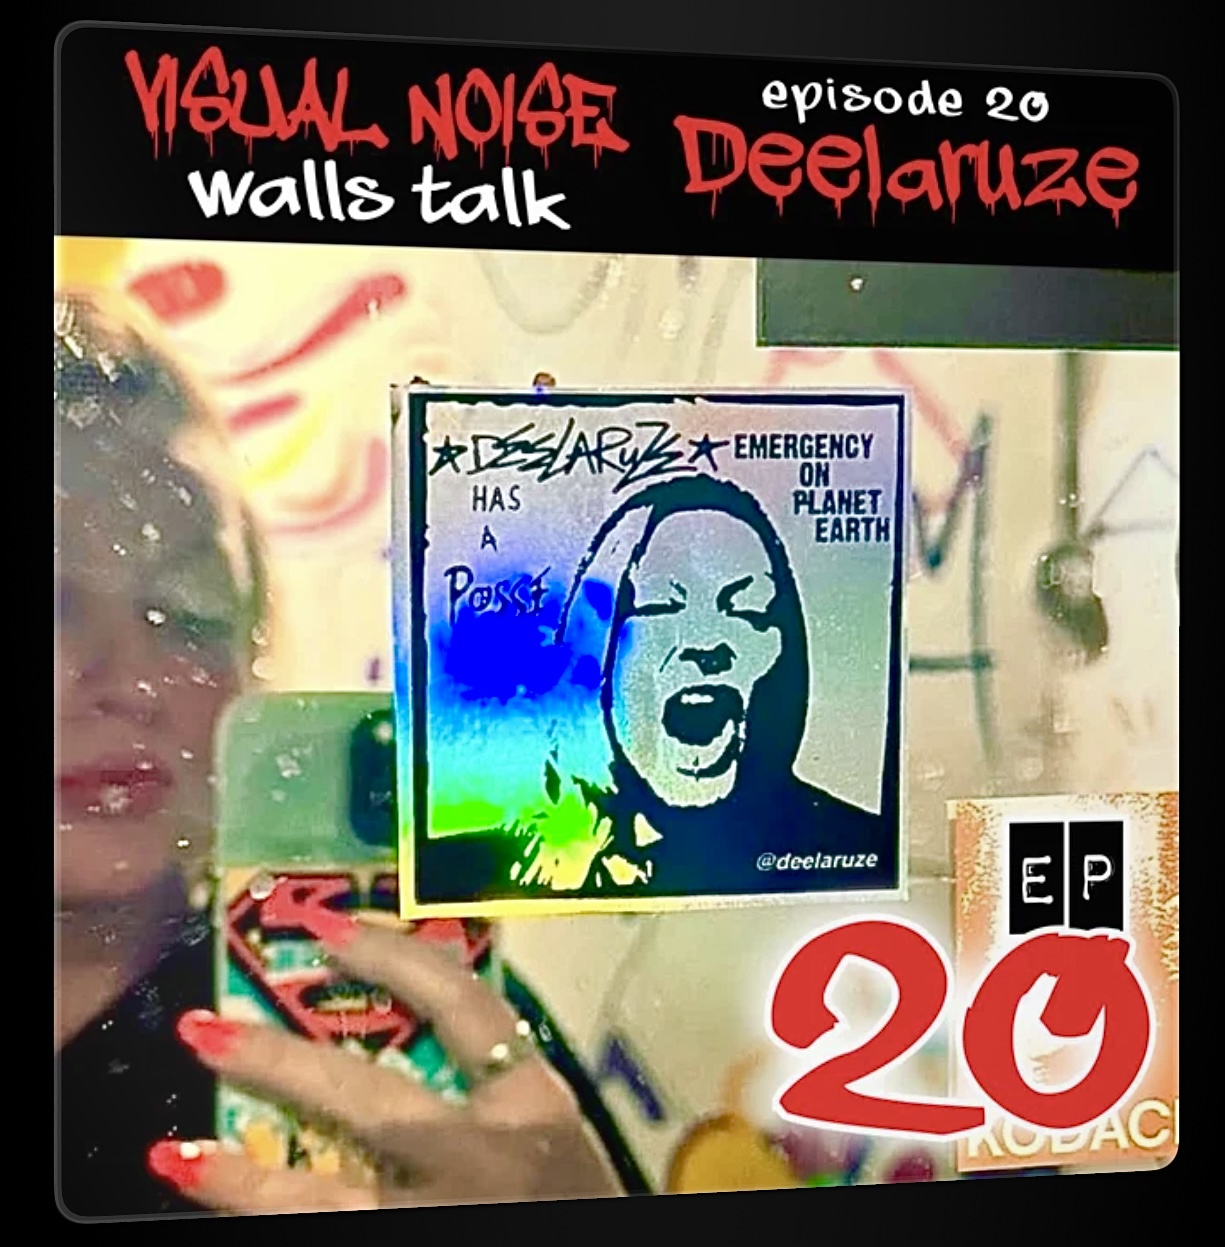 VISUAL NOISE
walls talk
episode 20
Deelaruze
DEELARUZE
HAS
A
POSSE
EMERGENCY
ON
PLANET
EARTH
@deelaruze
EP
20